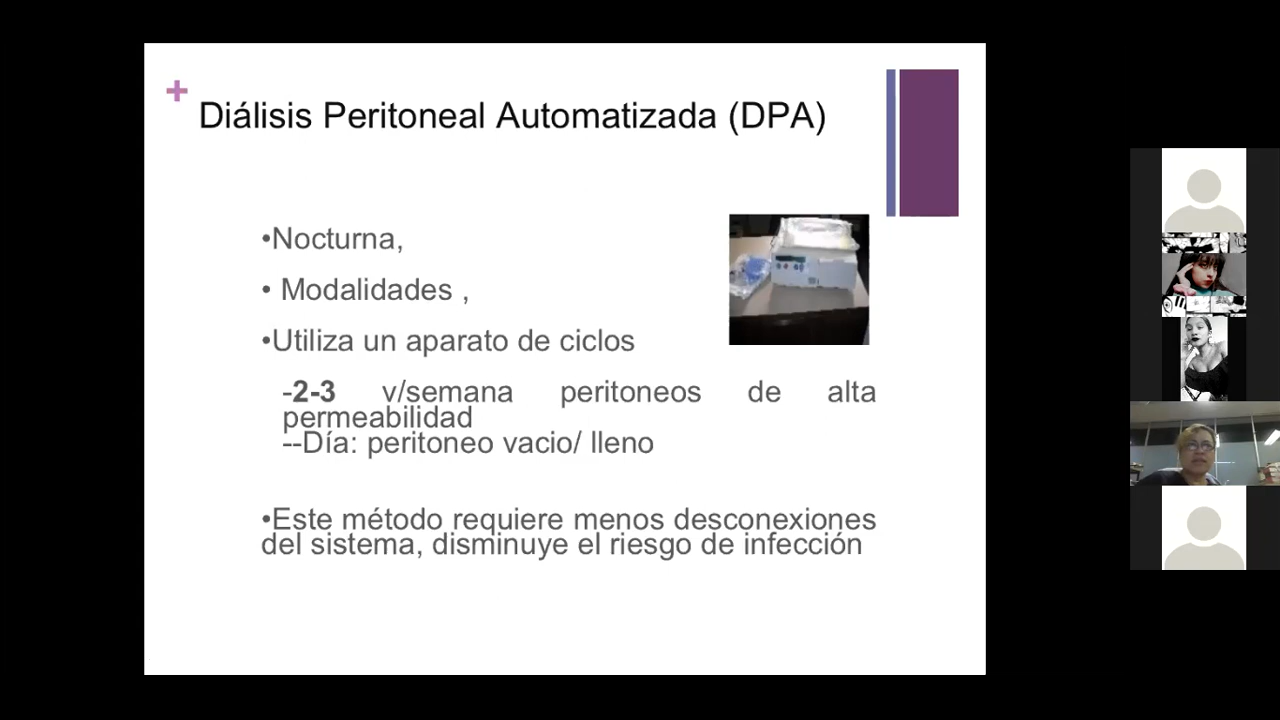 +
Diálisis Peritoneal Automatizada (DPA)
•Nocturna,
• Modalidades ,
•Utiliza un aparato de ciclos
-2-3 v/semana peritoneos de alta
permeabilidad
--Día: peritoneo vacio/ lleno
•Este método requiere menos desconexiones
del sistema, disminuye el riesgo de infección